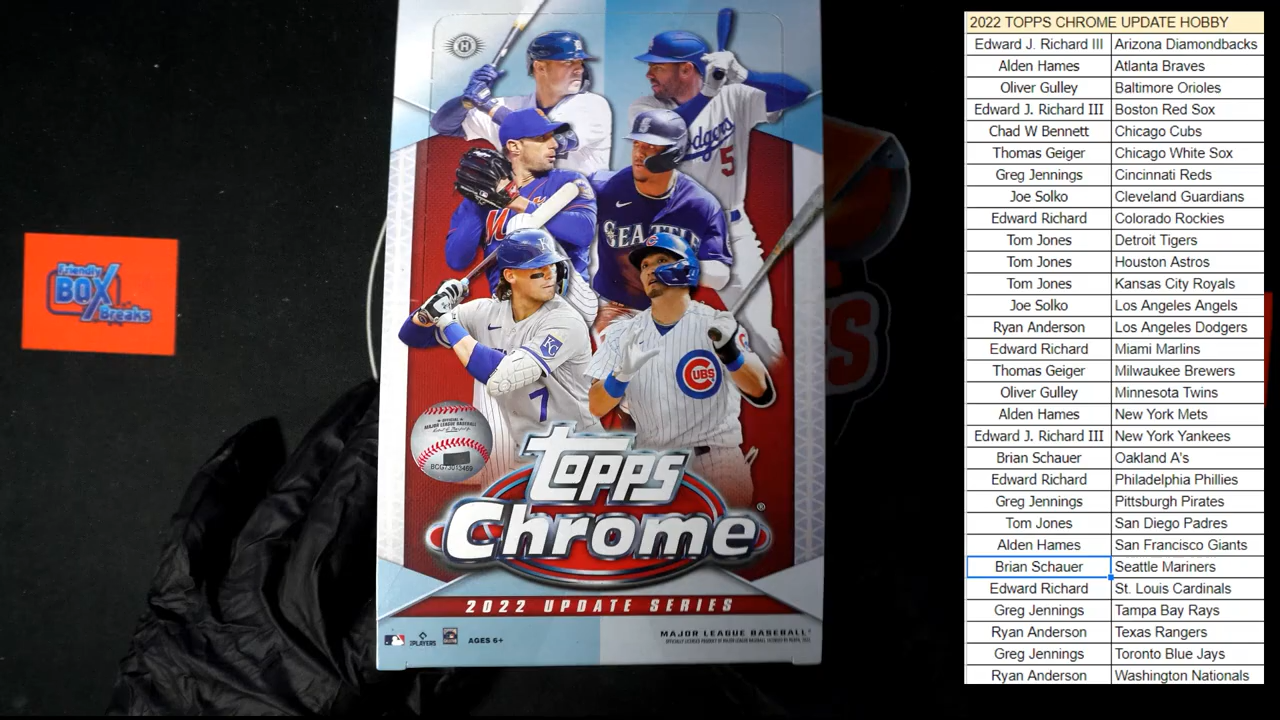 Friendly
BOX
Breaks
H
Mets
Dodgers
5
SEATTLE
KC
7
CUBS
OFFICIAL
MAJOR LEAGUE BASEBALL
BCG73013469
TOPPS
Chrome®
2022 UPDATE SERIES
PLAYERS
AGES 6+
MAJOR LEAGUE BASEBALL
2022 TOPPS CHROME UPDATE HOBBY
Edward J. Richard III Arizona Diamondbacks
Alden Hames Atlanta Braves
Oliver Gulley Baltimore Orioles
Edward J. Richard III Boston Red Sox
Chad W Bennett Chicago Cubs
Thomas Geiger Chicago White Sox
Greg Jennings Cincinnati Reds
Joe Solko Cleveland Guardians
Edward Richard Colorado Rockies
Tom Jones Detroit Tigers
Tom Jones Houston Astros
Tom Jones Kansas City Royals
Joe Solko Los Angeles Angels
Ryan Anderson Los Angeles Dodgers
Edward Richard Miami Marlins
Thomas Geiger Milwaukee Brewers
Oliver Gulley Minnesota Twins
Alden Hames New York Mets
Edward J. Richard III New York Yankees
Brian Schauer Oakland A's
Edward Richard Philadelphia Phillies
Greg Jennings Pittsburgh Pirates
Tom Jones San Diego Padres
Alden Hames San Francisco Giants
Brian Schauer Seattle Mariners
Edward Richard St. Louis Cardinals
Greg Jennings Tampa Bay Rays
Ryan Anderson Texas Rangers
Greg Jennings Toronto Blue Jays
Ryan Anderson Washington Nationals